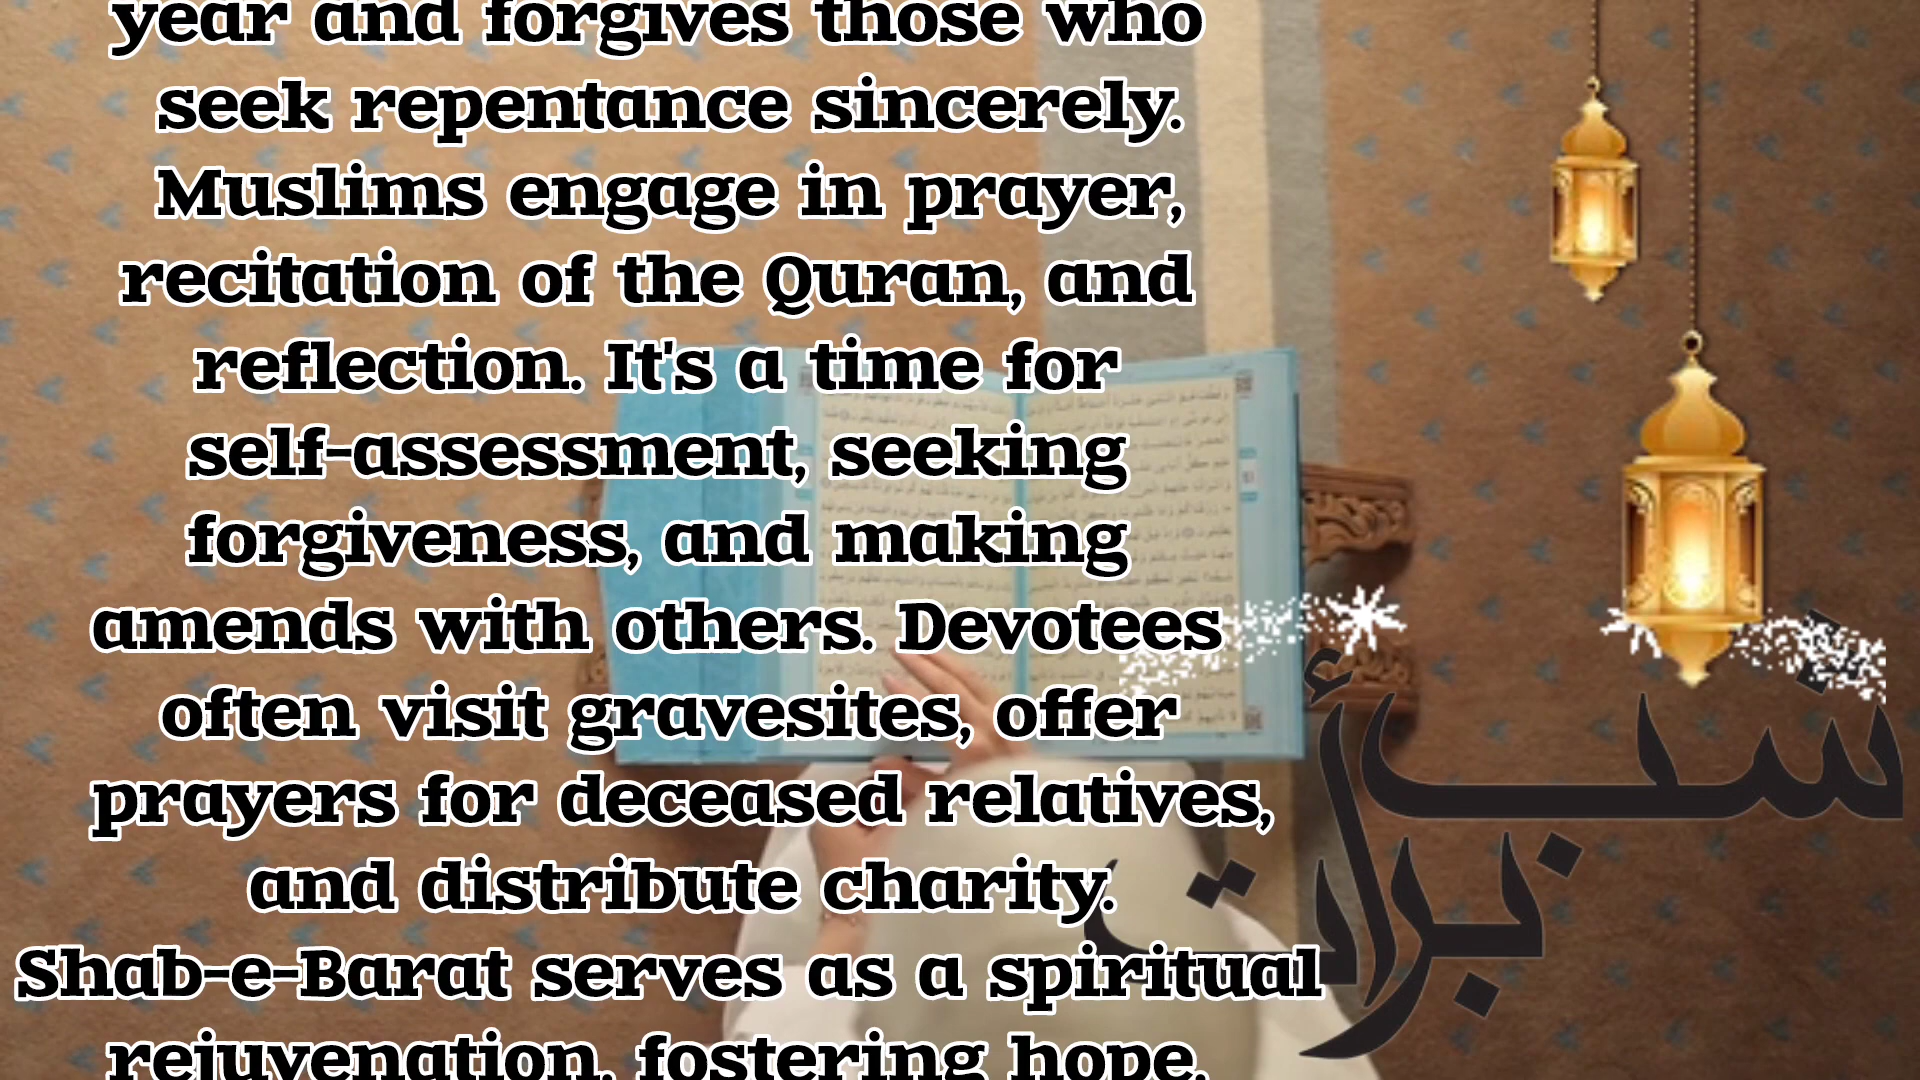 year and forgives those who
seek repentance sincerely.
Muslims engage in prayer,
recitation of the Quran, and
reflection. It's a time for
self-assessment, seeking
forgiveness, and making
amends with others. Devotees
often visit gravesites, offer
prayers for deceased relatives,
and distribute charity.
Shab-e-Barat serves as a spiritual
rejuvenation, fostering hope,
شب
برأت